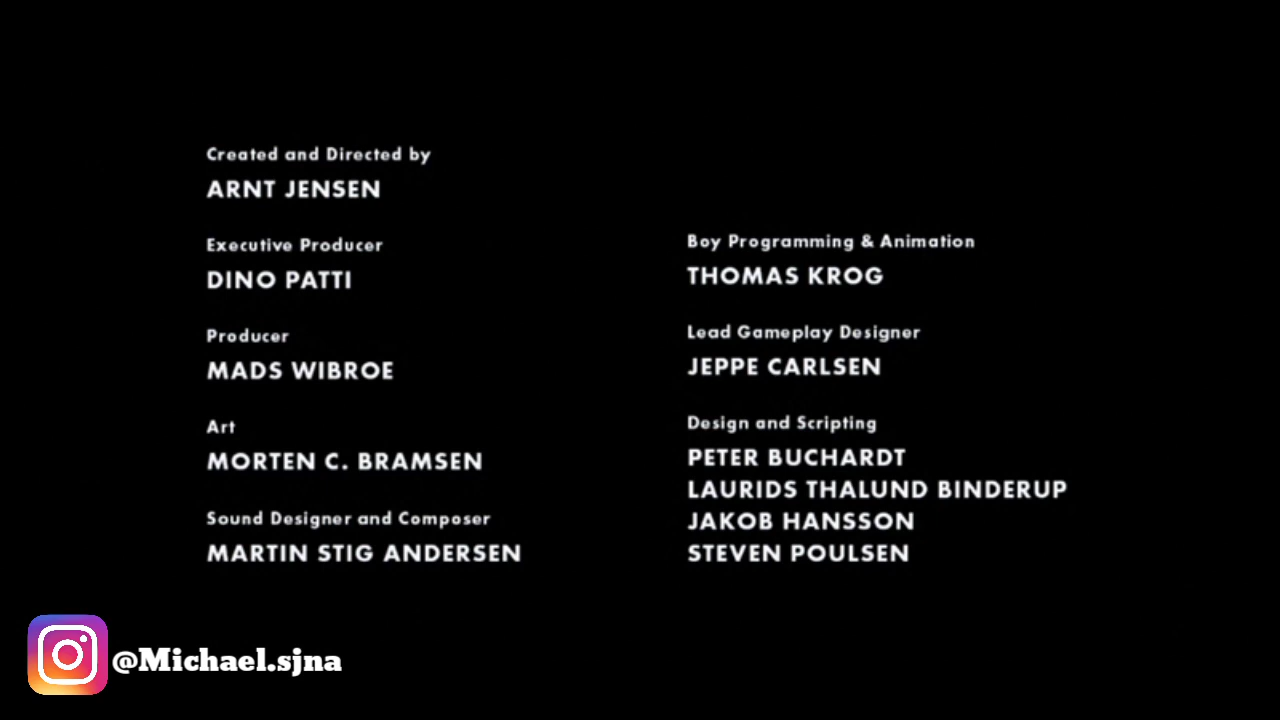 Created and Directed by
ARNT JENSEN
Executive Producer
DINO PATTI
Producer
MADS WIBROE
Art
MORTEN C. BRAMSEN
Sound Designer and Composer
MARTIN STIG ANDERSEN
Boy Programming & Animation
THOMAS KROG
Lead Gameplay Designer
JEPPE CARLSEN
Design and Scripting
PETER BUCHARDT
LAURIDS THALUND BINDERUP
JAKOB HANSSON
STEVEN POULSEN
@Michael.sjna